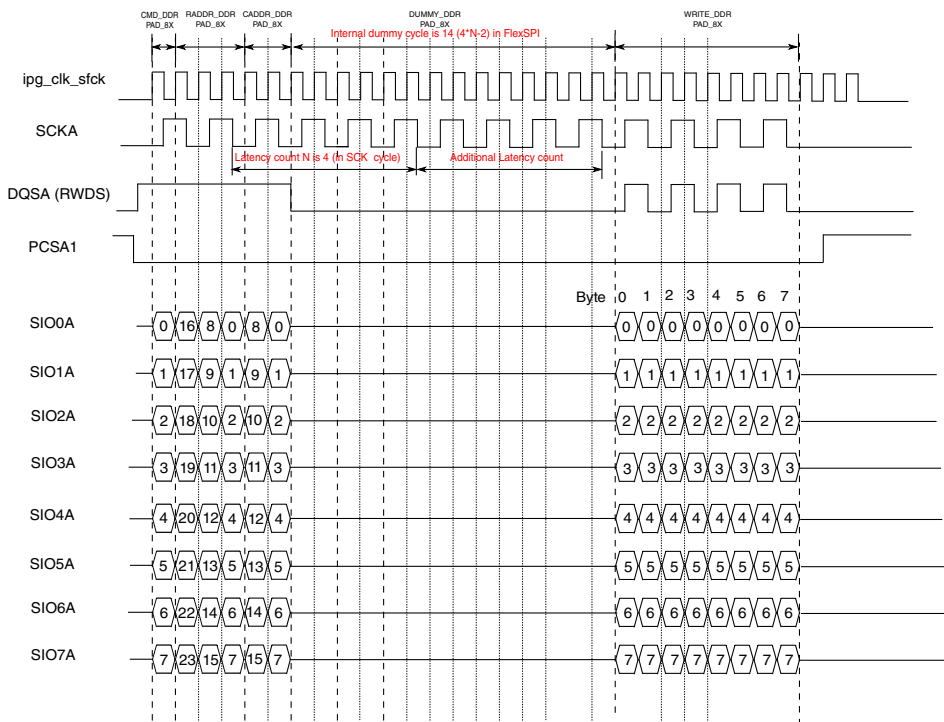 CMD_DDR RADDR_DDR CADDR_DDR DUMMY_DDR WRITE_DDR
PAD_8X PAD_8X PAD_8X PAD_8X PAD_8X
Internal dummy cycle is 14 (4*N-2) in FlexSPI
ipg_clk_sfck
SCKA
Latency count N is 4 (in SCK cycle) Additional Latency count
DQSA (RWDS)
PCSA1
Byte 0 1 2 3 4 5 6 7
SIO0A 0 16 8 0 8 0 0 0 0 0 0 0 0 0
SIO1A 1 17 9 1 9 1 1 1 1 1 1 1 1 1
SIO2A 2 18 10 2 10 2 2 2 2 2 2 2 2 2
SIO3A 3 19 11 3 11 3 3 3 3 3 3 3 3 3
SIO4A 4 20 12 4 12 4 4 4 4 4 4 4 4 4
SIO5A 5 21 13 5 13 5 5 5 5 5 5 5 5 5
SIO6A 6 22 14 6 14 6 6 6 6 6 6 6 6 6
SIO7A 7 23 15 7 15 7 7 7 7 7 7 7 7 7